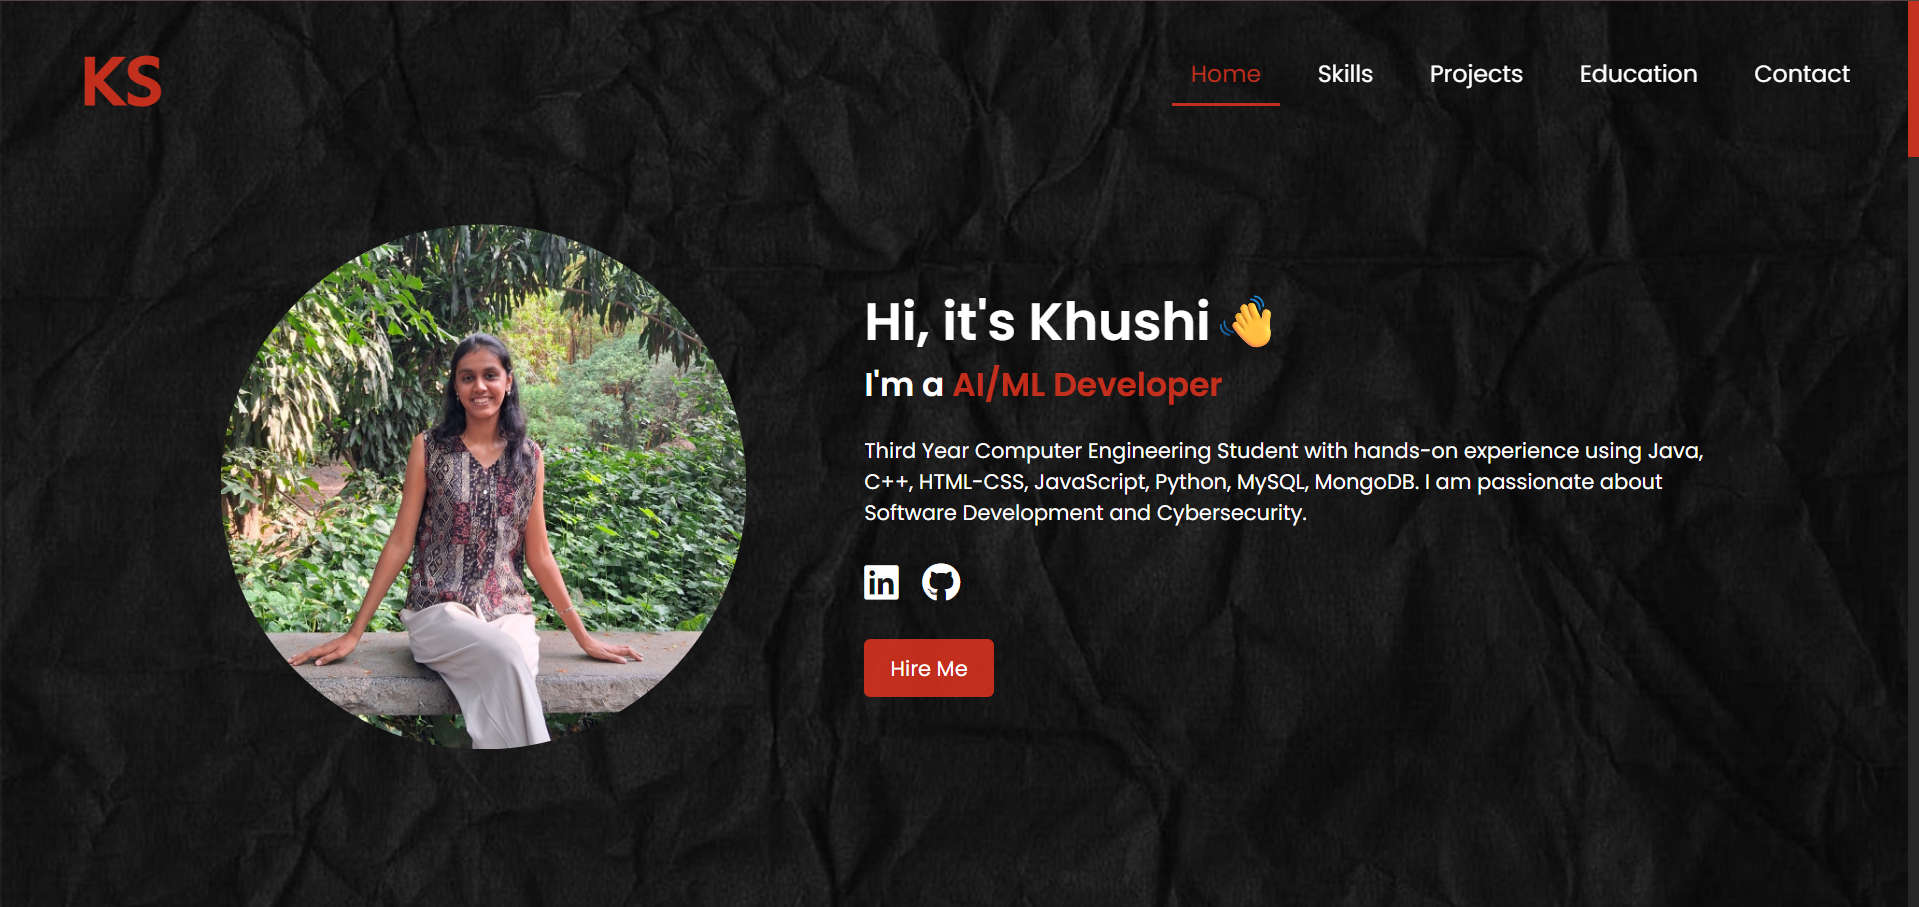 KS
Home Skills Projects Education Contact
Hi, it's Khushi 👋
I'm a AI/ML Developer
Third Year Computer Engineering Student with hands-on experience using Java,
C++, HTML-CSS, JavaScript, Python, MySQL, MongoDB. I am passionate about
Software Development and Cybersecurity.
in
Hire Me